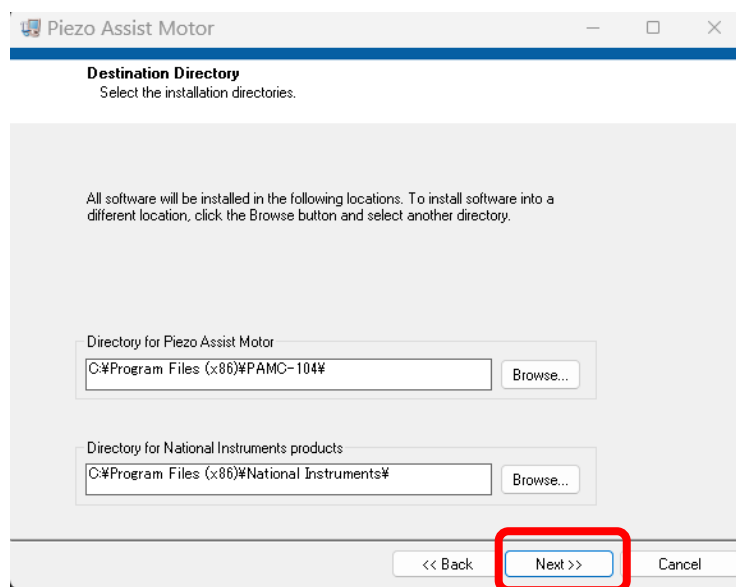 Piezo Assist Motor
Destination Directory
Select the installation directories.
All software will be installed in the following locations. To install software into a
different location, click the Browse button and select another directory.
Directory for Piezo Assist Motor
C:¥Program Files (x86)¥PAMC-104¥
Browse...
Directory for National Instruments products
C:¥Program Files (x86)¥National Instruments¥
Browse...
<< Back
Next >>
Cancel